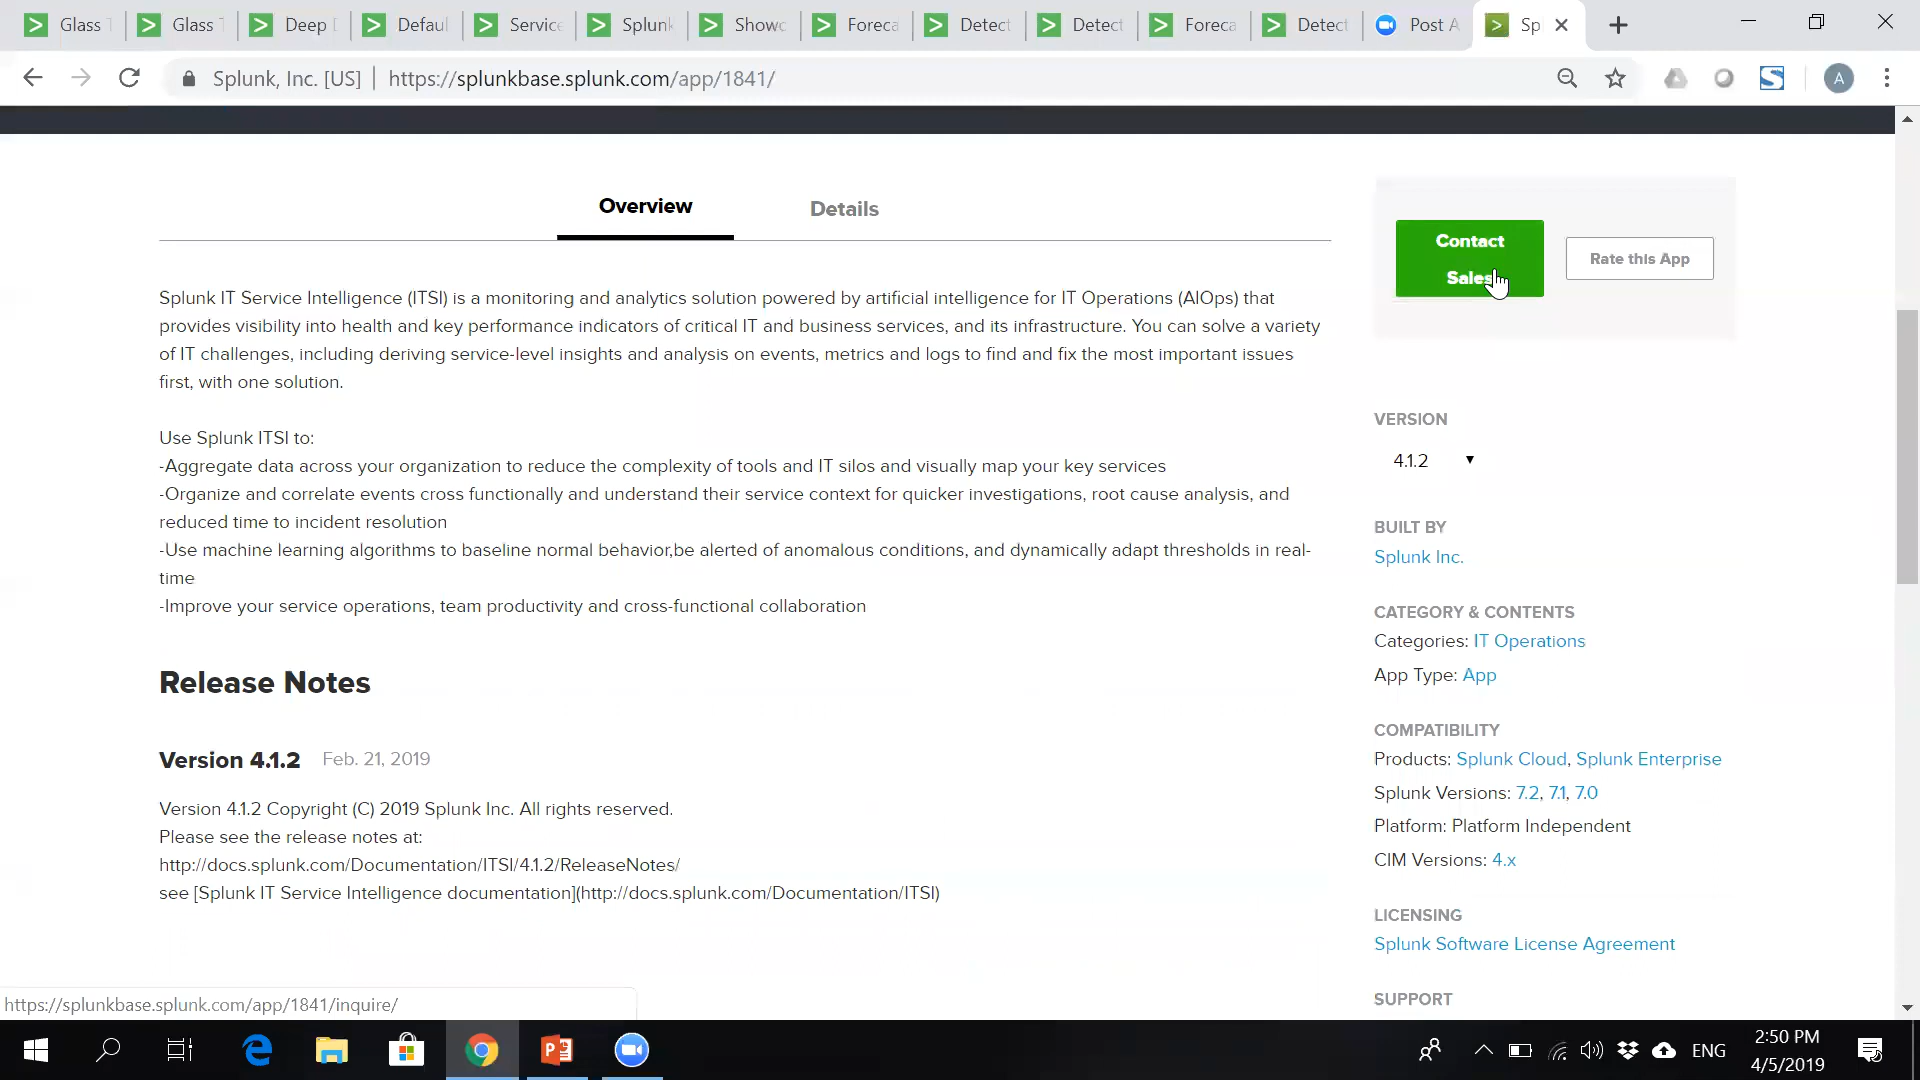 Glass T
Glass T
Deep
Defaul
Service
Splunk
Showc
Foreca
Detect
Detect
Foreca
Detect
Post A
Sp
Splunk, Inc. [US] | https://splunkbase.splunk.com/app/1841/
A
Overview
Details
Contact
Sales
Rate this App
Splunk IT Service Intelligence (ITSI) is a monitoring and analytics solution powered by artificial intelligence for IT Operations (AIOps) that
provides visibility into health and key performance indicators of critical IT and business services, and its infrastructure. You can solve a variety
of IT challenges, including deriving service-level insights and analysis on events, metrics and logs to find and fix the most important issues
first, with one solution.
Use Splunk ITSI to:
-Aggregate data across your organization to reduce the complexity of tools and IT silos and visually map your key services
-Organize and correlate events cross functionally and understand their service context for quicker investigations, root cause analysis, and
reduced time to incident resolution
-Use machine learning algorithms to baseline normal behavior,be alerted of anomalous conditions, and dynamically adapt thresholds in real-
time
-Improve your service operations, team productivity and cross-functional collaboration
Release Notes
Version 4.1.2 Feb. 21, 2019
Version 4.1.2 Copyright (C) 2019 Splunk Inc. All rights reserved.
Please see the release notes at:
http://docs.splunk.com/Documentation/ITSI/4.1.2/ReleaseNotes/
see [Splunk IT Service Intelligence documentation](http://docs.splunk.com/Documentation/ITSI)
VERSION
4.1.2
BUILT BY
Splunk Inc.
CATEGORY & CONTENTS
Categories: IT Operations
App Type: App
COMPATIBILITY
Products: Splunk Cloud, Splunk Enterprise
Splunk Versions: 7.2, 7.1, 7.0
Platform: Platform Independent
CIM Versions: 4.x
LICENSING
Splunk Software License Agreement
SUPPORT
https://splunkbase.splunk.com/app/1841/inquire/
ENG
2:50 PM
4/5/2019